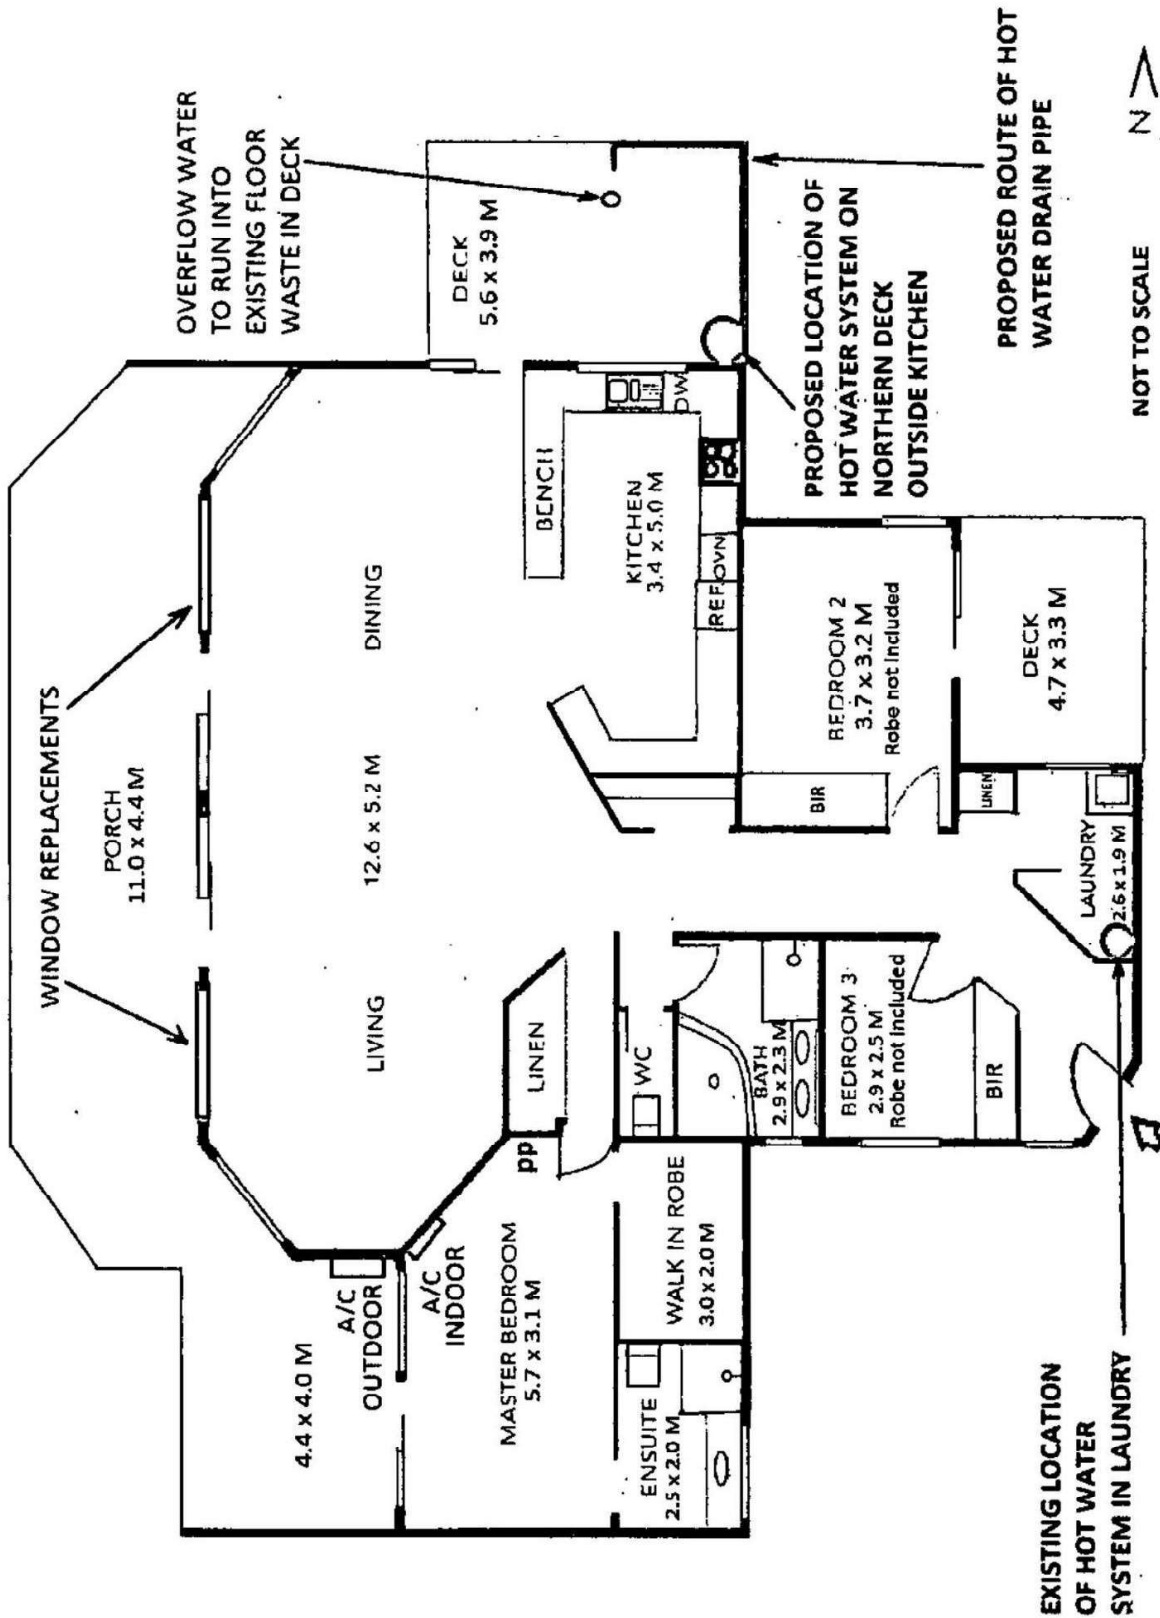 OVERFLOW WATER
TO RUN INTO
EXISTING FLOOR
WASTE IN DECK
WINDOW REPLACEMENTS
PORCH
11.0 x 4.4 M
DECK
5.6 x 3.9 M
LIVING
12.6 x 5.2 M
DINING
4.4 x 4.0 M
A/C
OUTDOOR
A/C
INDOOR
MASTER BEDROOM
5.7 x 3.1 M
pp
LINEN
BENCH
KITCHEN
3.4 x 5.0 M
DW
REF
OVN
PROPOSED LOCATION OF
HOT WATER SYSTEM ON
NORTHERN DECK
OUTSIDE KITCHEN
PROPOSED ROUTE OF HOT
WATER DRAIN PIPE
ENSUITE
2.5 x 2.0 M
WALK IN ROBE
3.0 x 2.0 M
WC
BATH
2.9 x 2.3 M
BEDROOM 3
2.9 x 2.5 M
Robe not Included
BIR
BIR
BEDROOM 2
3.7 x 3.2 M
Robe not Included
LINEN
LAUNDRY
2.6 x 1.9 M
DECK
4.7 x 3.3 M
EXISTING LOCATION
OF HOT WATER
SYSTEM IN LAUNDRY
NOT TO SCALE
N